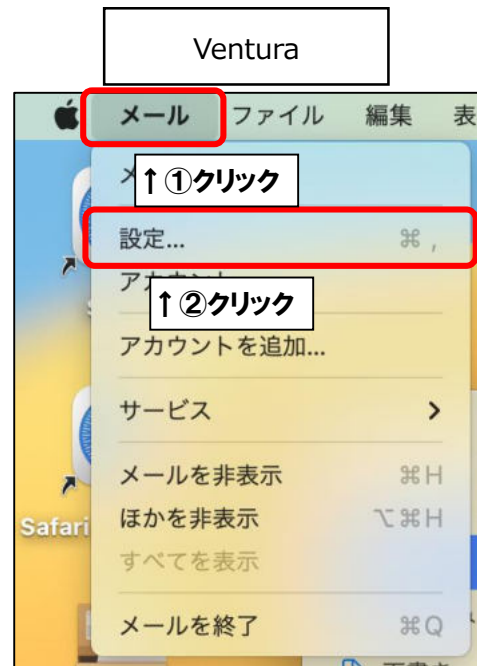 Ventura
メール ファイル 編集 表
↑①クリック
設定... ⌘ ,
↑②クリック
アカウントを追加...
サービス
メールを非表示 ⌘H
Safari
ほかを非表示 ⌥⌘H
すべてを表示
メールを終了 ⌘Q